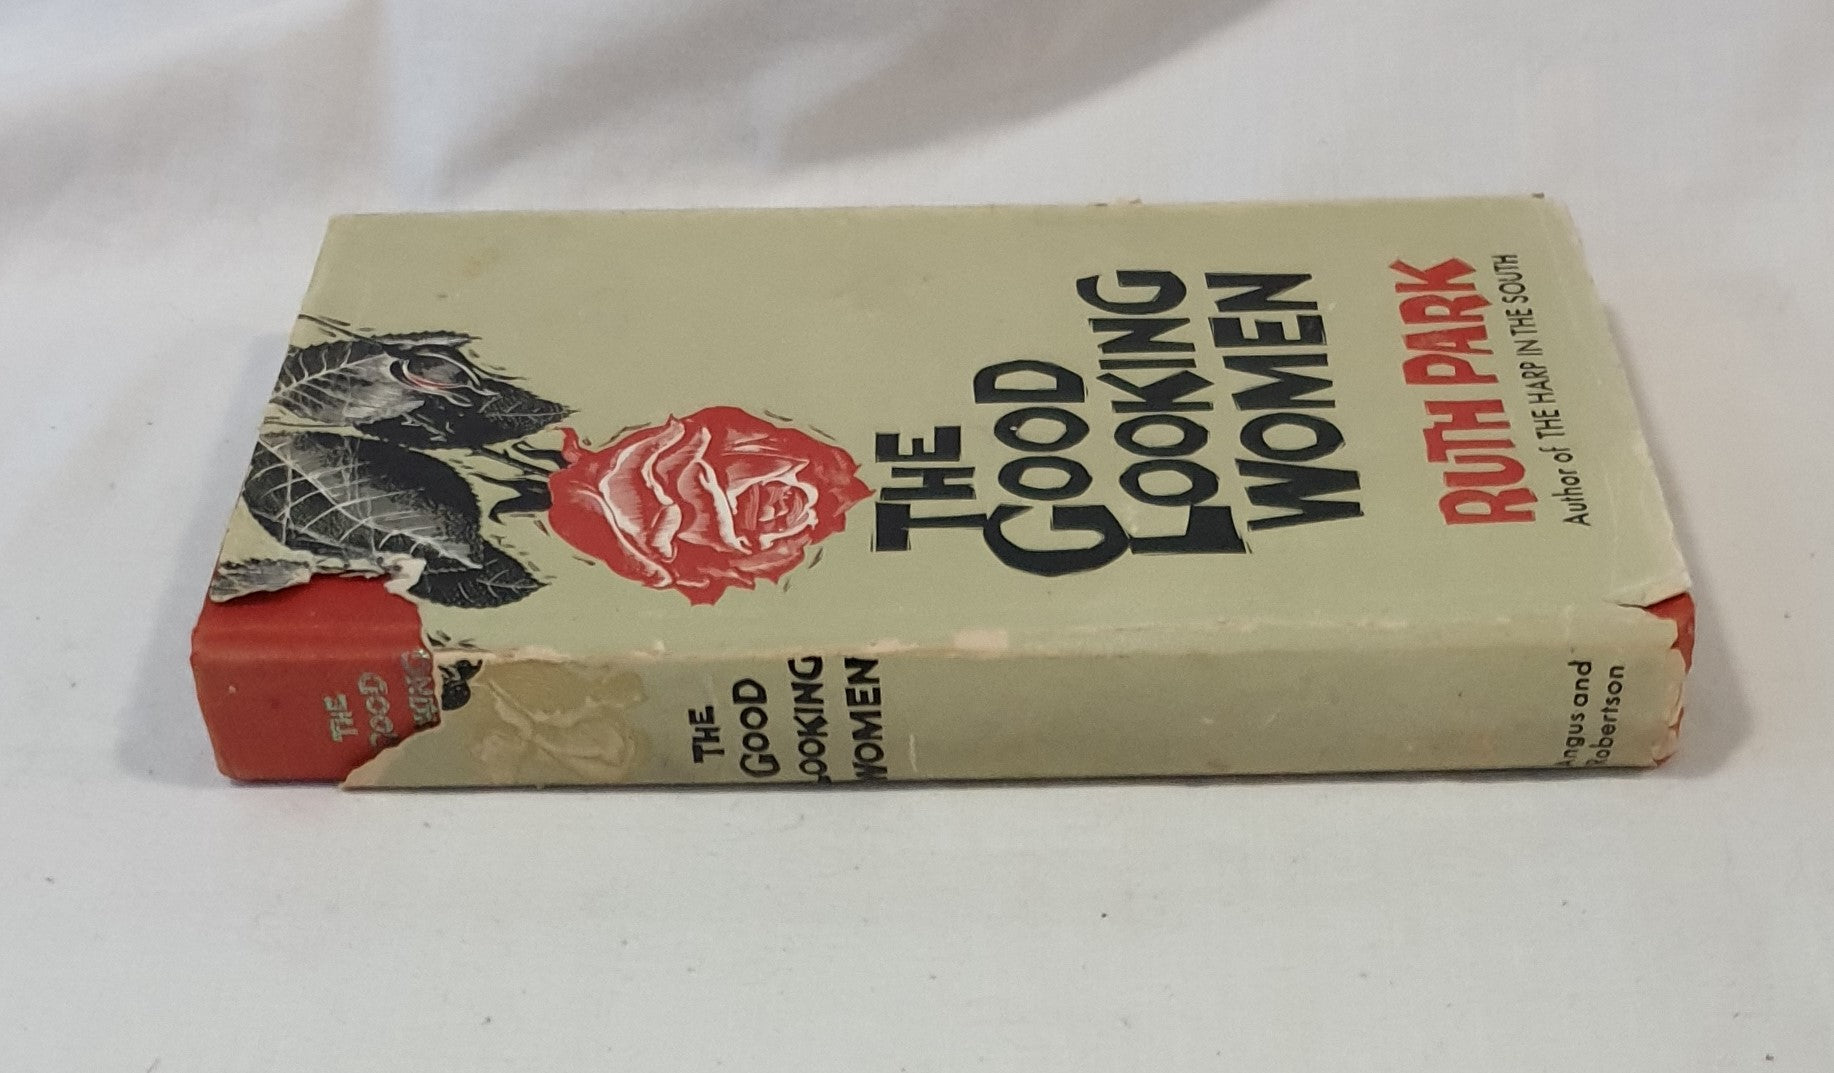 THE
GOOD
LOOKING
WOMEN
RUTH PARK
Author of THE HARP IN THE SOUTH
THE
GOOD
KING
THE
GOOD
LOOKING
WOMEN
Angus and
Robertson